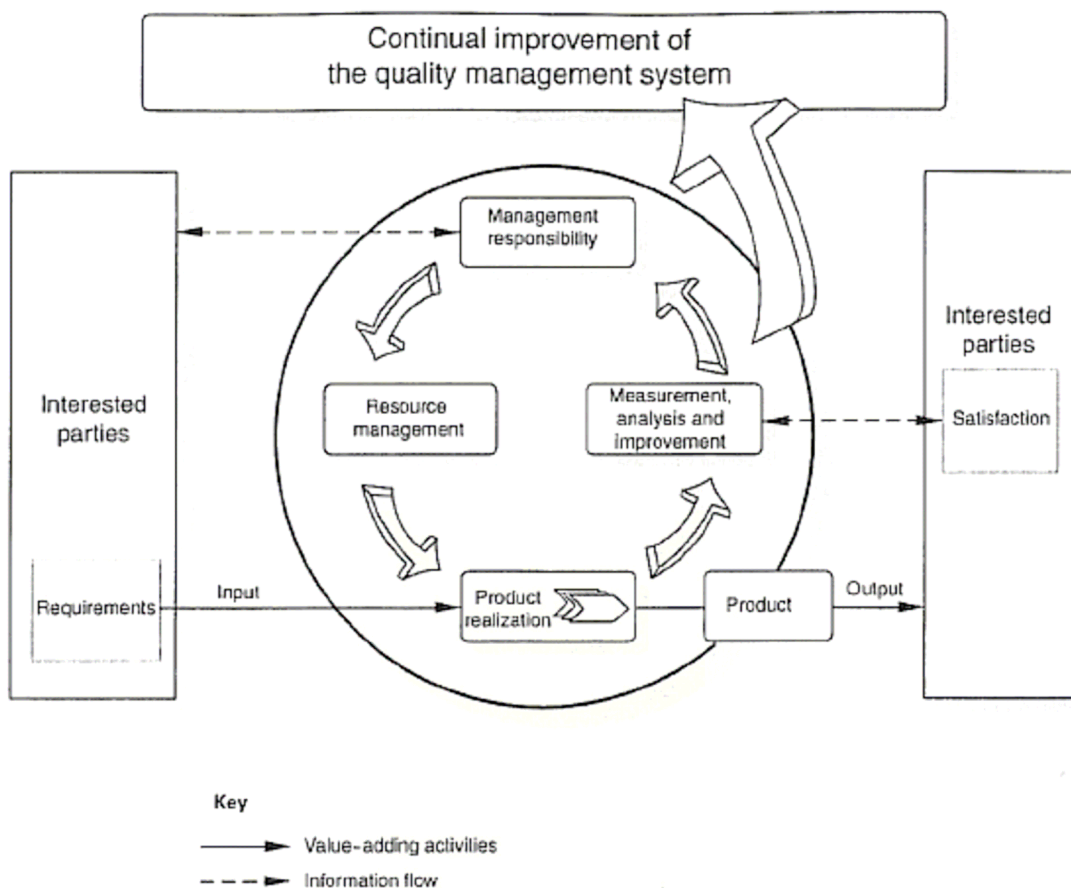 Continual improvement of
the quality management system
Management
responsibility
Interested
parties
Resource
management
Measurement,
analysis and
improvement
Interested
parties
Satisfaction
Requirements
Input
Product
realization
Product
Output
Key
Value-adding activities
Information flow